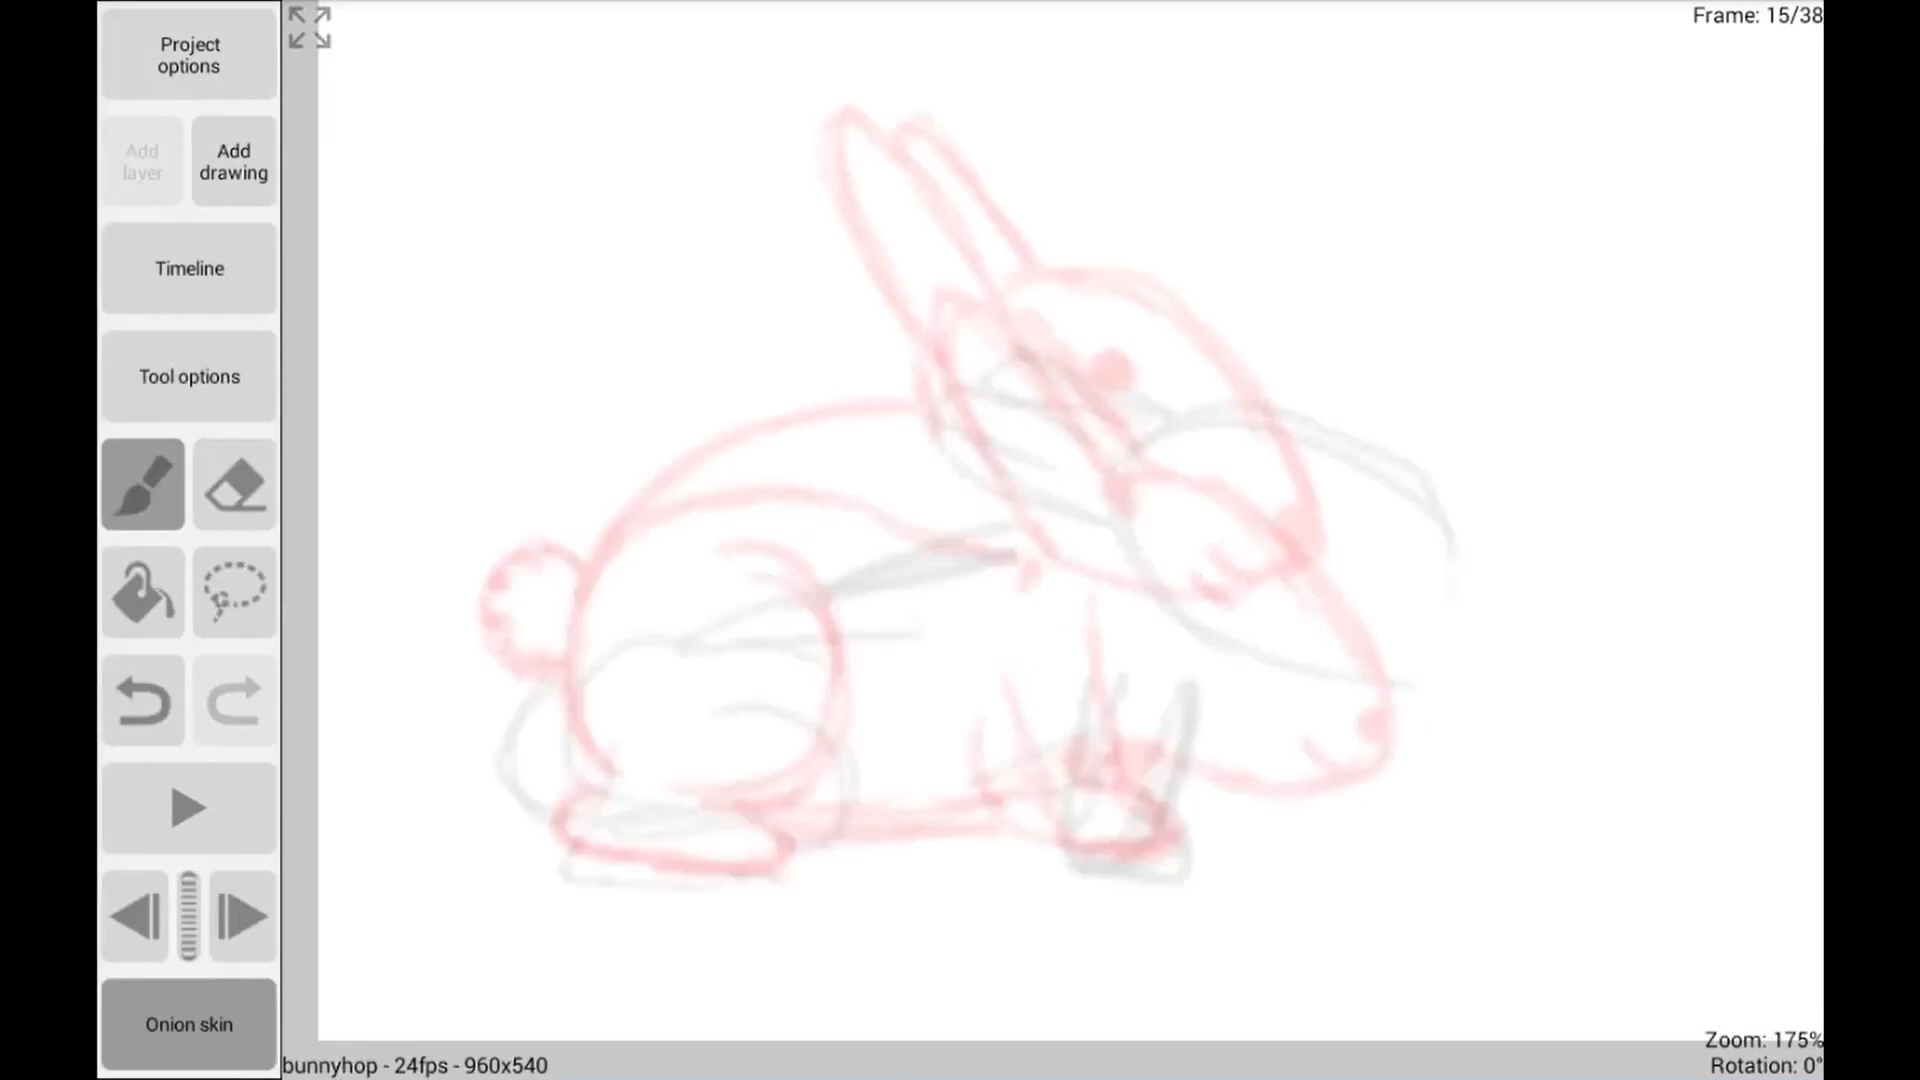 Project
options
Frame: 15/38
Add
layer
Add
drawing
Timeline
Tool options
Onion skin
bunnyhop - 24fps - 960x540
Zoom: 175%
Rotation: 0°